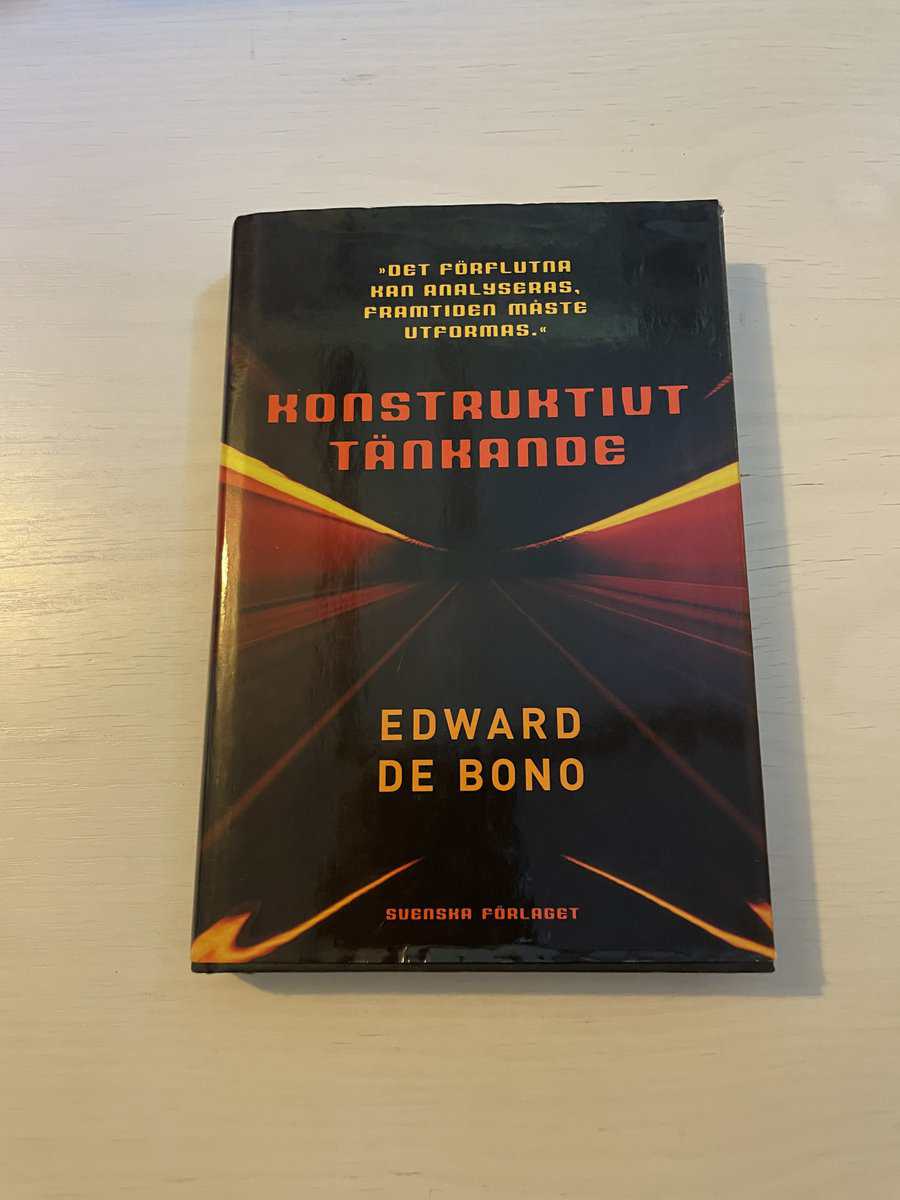 »DET FÖRFLUTNA
KAN ANALYSERAS,
FRAMTIDEN MÅSTE
UTFORMAS.«
KONSTRUKTIVT
TÄNKANDE
EDWARD
DE BONO
SVENSKA FÖRLAGET